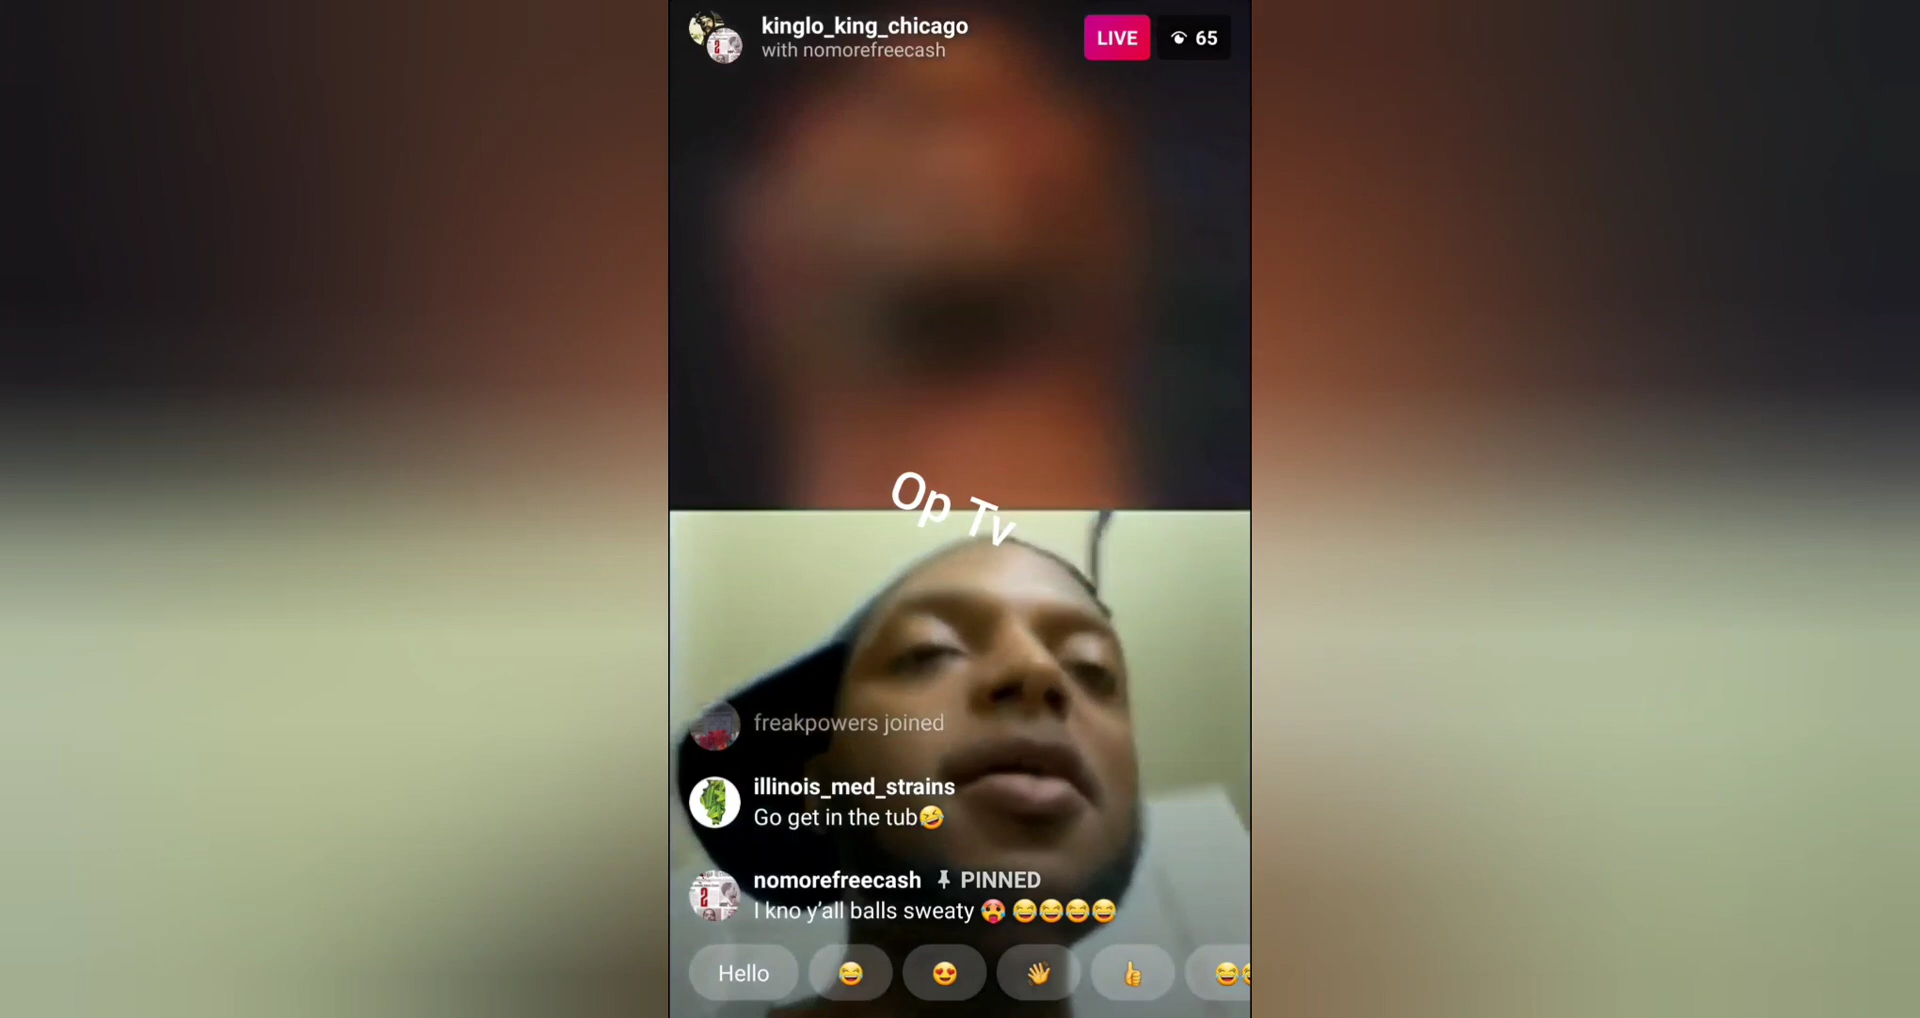 kinglo_king_chicago
with nomorefreecash
LIVE
65
Op Tv
freakpowers joined
illinois_med_strains
Go get in the tub🤣
nomorefreecash PINNED
I kno y'all balls sweaty 🥵 😂😂😂😂
Hello 😂 😍 👋 👍 😂😂